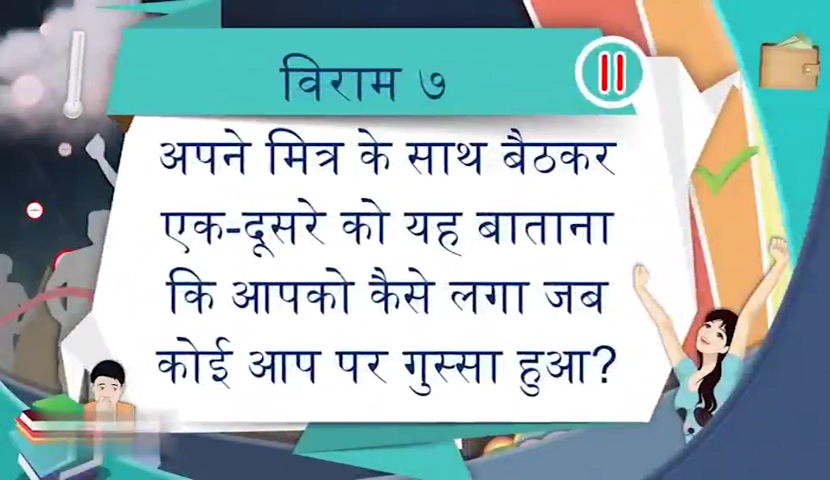 विराम ७
अपने मित्र के साथ बैठकर
एक-दूसरे को यह बाताना
कि आपको कैसे लगा जब
कोई आप पर गुस्सा हुआ?